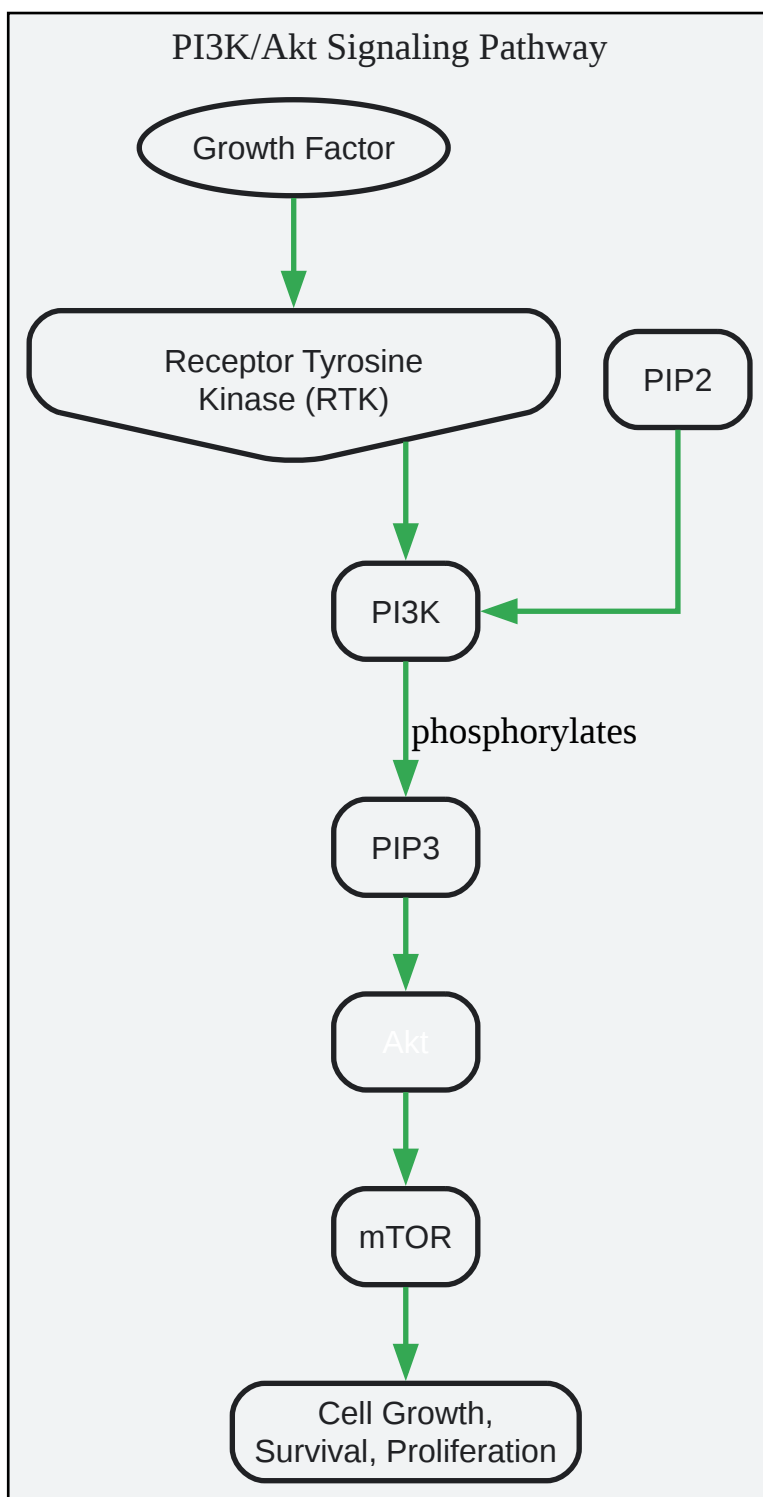 PI3K/Akt Signaling Pathway
Growth Factor
Receptor Tyrosine
Kinase (RTK)
PIP2
PI3K
phosphorylates
PIP3
Akt
mTOR
Cell Growth,
Survival, Proliferation